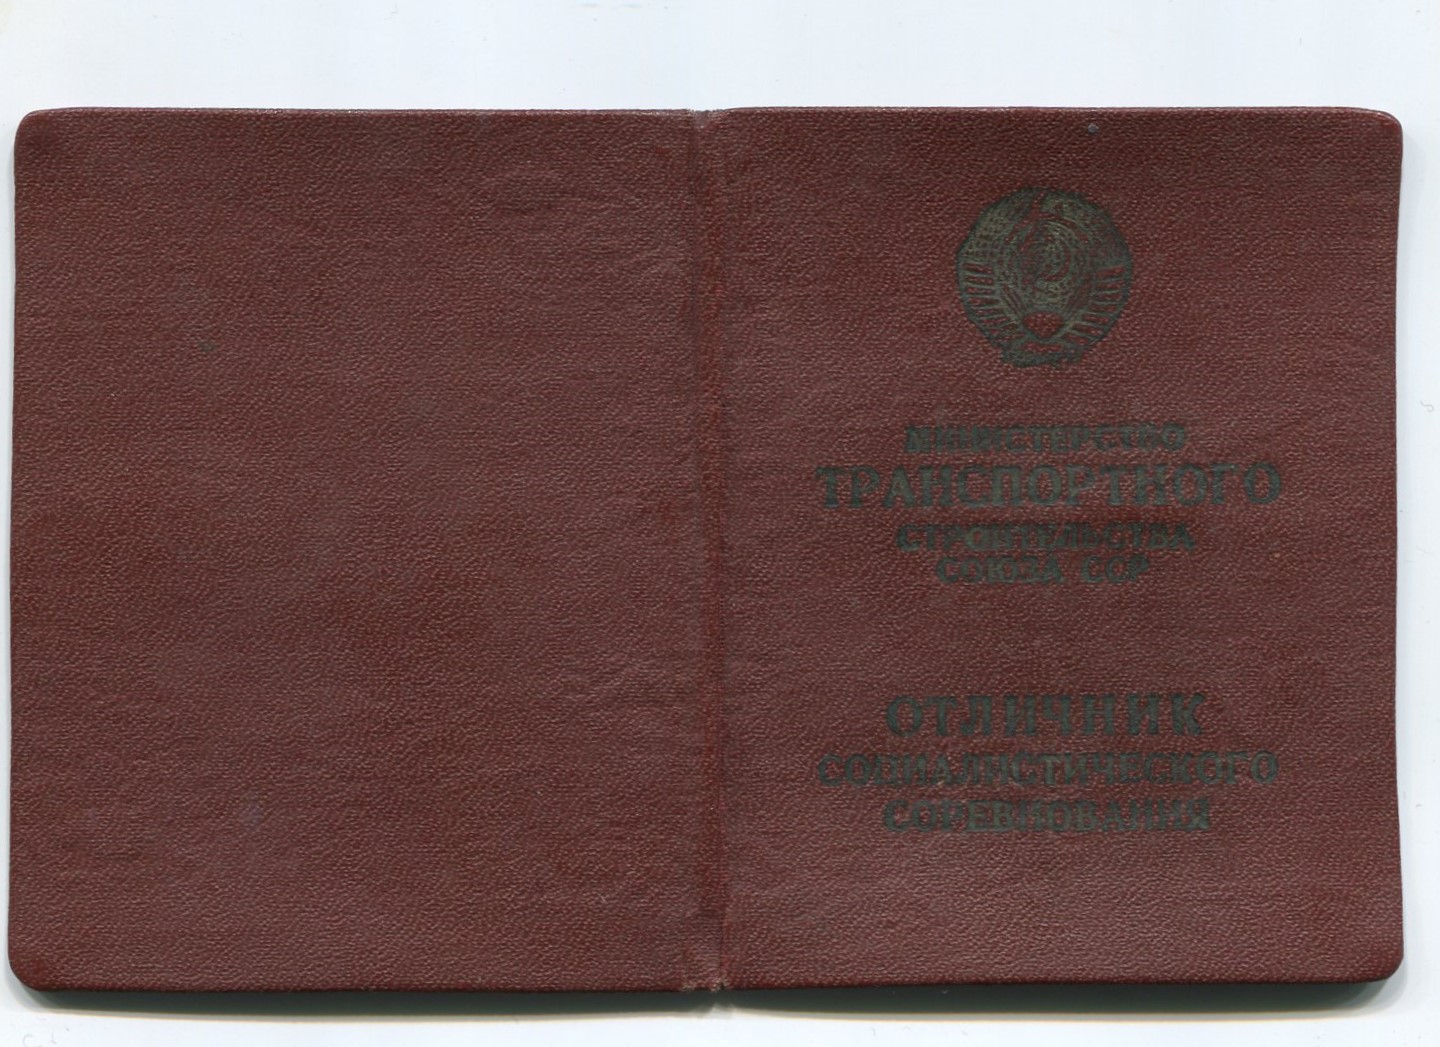 МИНИСТЕРСТВО
ТРАНСПОРТНОГО
СТРОИТЕЛЬСТВА
СОЮЗА ССР
ОТЛИЧНИК
СОЦИАЛИСТИЧЕСКОГО
СОРЕВНОВАНИЯ